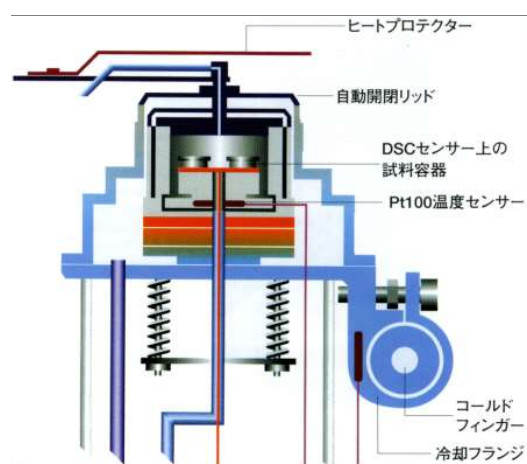 ヒートプロテクター
自動開閉リッド
DSCセンサー上の
試料容器
Pt100温度センサー
コールド
フィンガー
冷却フランジ